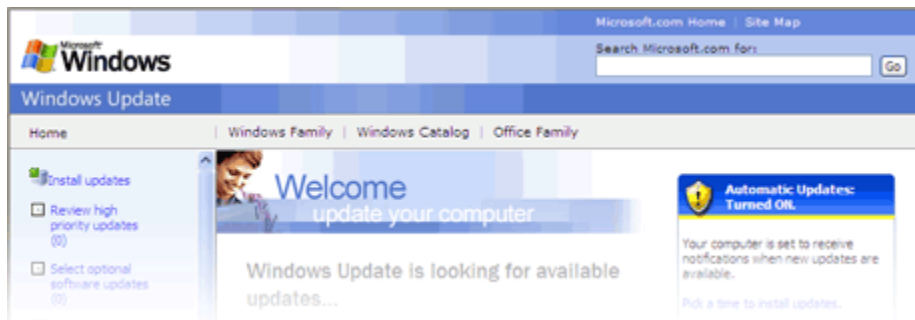 Microsoft.com Home | Site Map
Microsoft
Windows
Search Microsoft.com for:
Go
Windows Update
Home | Windows Family | Windows Catalog | Office Family
Install updates
Review high
priority updates
(0)
Select optional
software updates
(0)
Welcome
update your computer
Windows Update is looking for available
updates...
Automatic Updates:
Turned ON.
Your computer is set to receive
notifications when new updates are
available.
Pick a time to install updates.